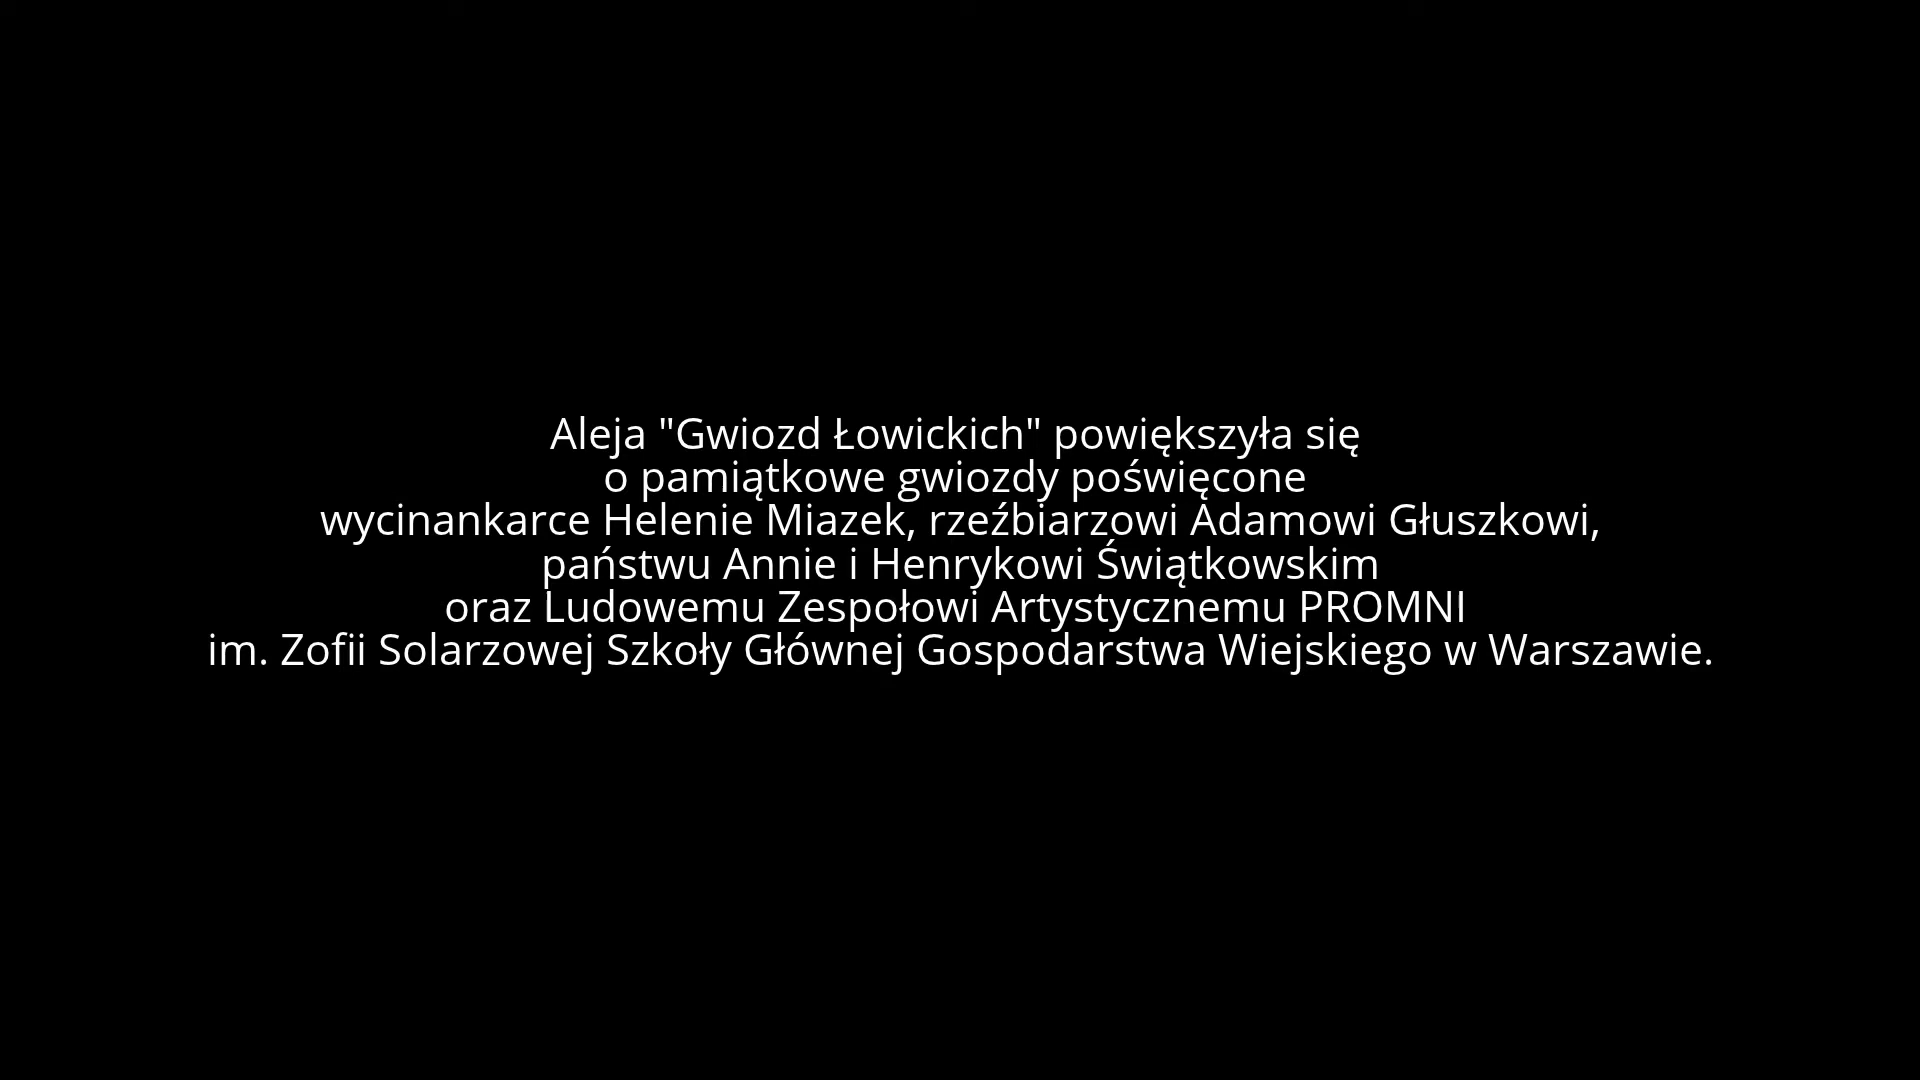 Aleja "Gwiozd Łowickich" powiększyła się
o pamiątkowe gwiozdy poświęcone
wycinankarce Helenie Miazek, rzeźbiarzowi Adamowi Głuszkowi,
państwu Annie i Henrykowi Świątkowskim
oraz Ludowemu Zespołowi Artystycznemu PROMNI
im. Zofii Solarzowej Szkoły Głównej Gospodarstwa Wiejskiego w Warszawie.